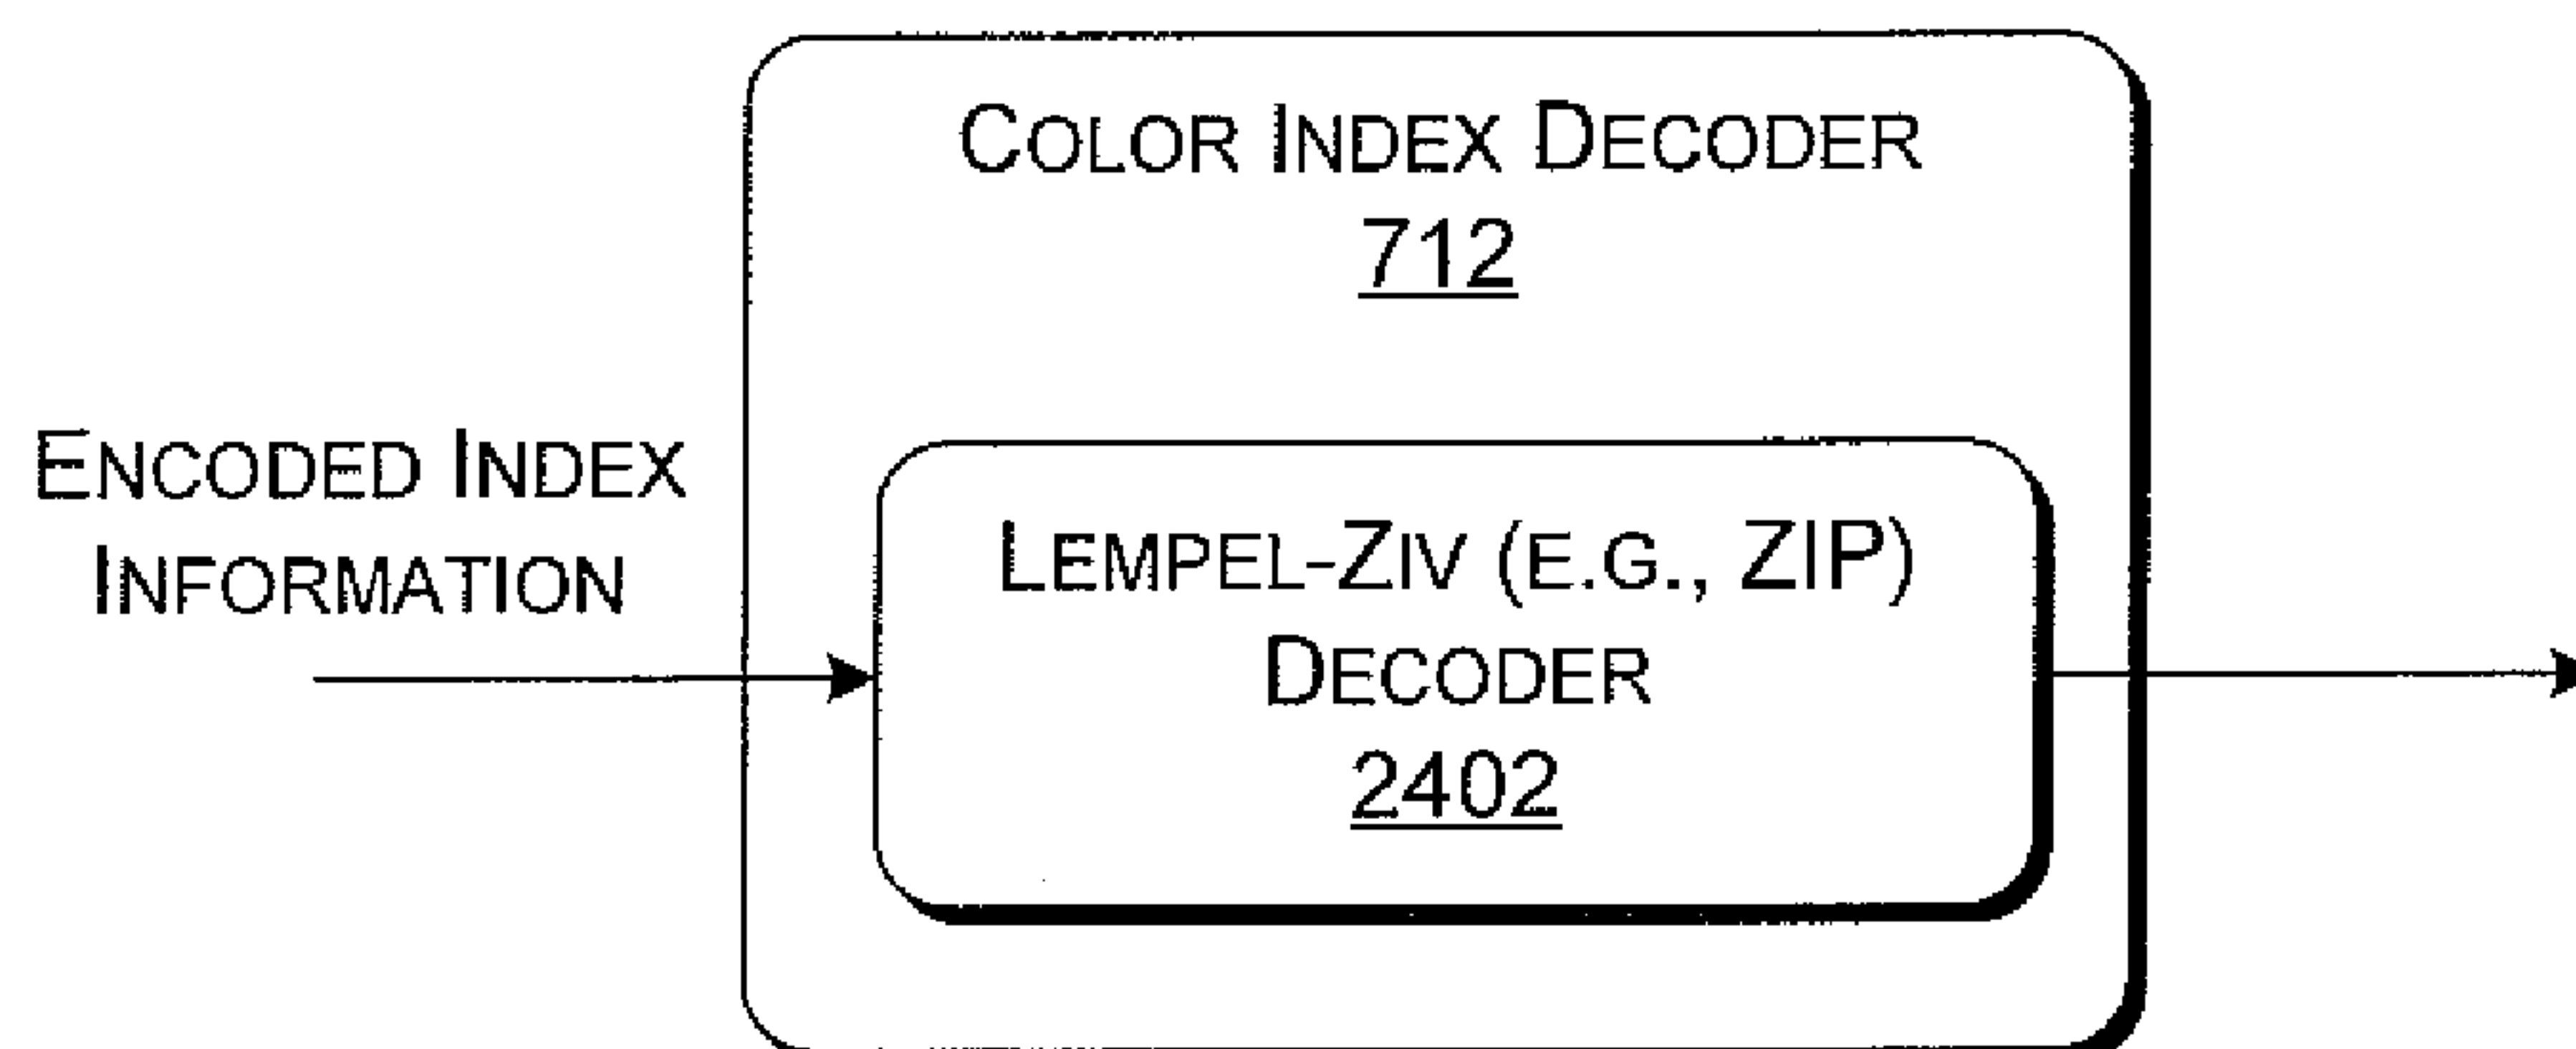 COLOR INDEX DECODER
712
ENCODED INDEX
INFORMATION
LEMPEL-ZIV (E.G., ZIP)
DECODER
2402